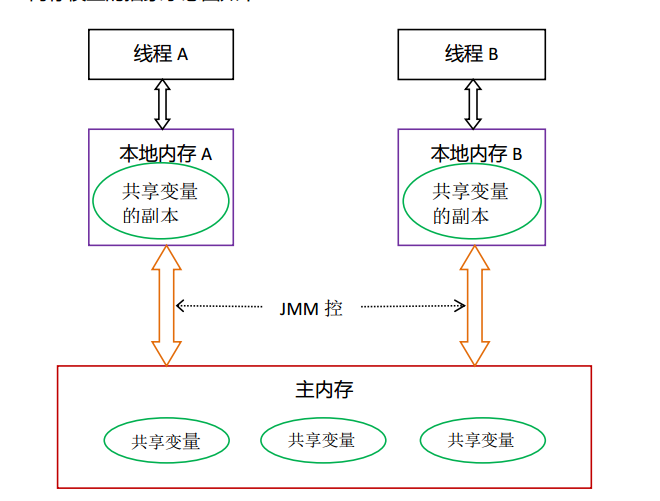 线程 A
线程 B
本地内存 A
本地内存 B
共享变量
的副本
共享变量
的副本
JMM 控
主内存
共享变量
共享变量
共享变量